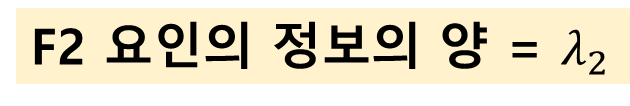 F2 요인의 정보의 양 = λ₂